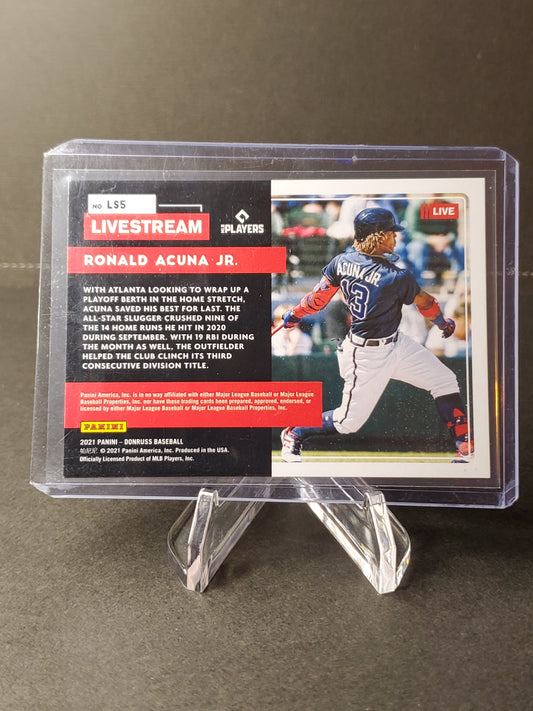 NO LS5
LIVESTREAM
MLB PLAYERS
RONALD ACUNA JR.
WITH ATLANTA LOOKING TO WRAP UP A
PLAYOFF BERTH IN THE HOME STRETCH,
ACUNA SAVED HIS BEST FOR LAST. THE
ALL-STAR SLUGGER CRUSHED NINE OF
THE 14 HOME RUNS HE HIT IN 2020
DURING SEPTEMBER. WITH 19 RBI DURING
THE MONTH AS WELL, THE OUTFIELDER
HELPED THE CLUB CLINCH ITS THIRD
CONSECUTIVE DIVISION TITLE.
Panini America, Inc. is in no way affiliated with either Major League Baseball or Major League
Baseball Properties, Inc. nor have these trading cards been prepared, approved, endorsed, or
licensed by either Major League Baseball or Major League Baseball Properties, Inc.
PANINI
2021 PANINI – DONRUSS BASEBALL
帕尼尼 © 2021 Panini America, Inc. Produced in the USA.
Officially Licensed Product of MLB Players, Inc.
LIVE
ACUÑA JR.
13